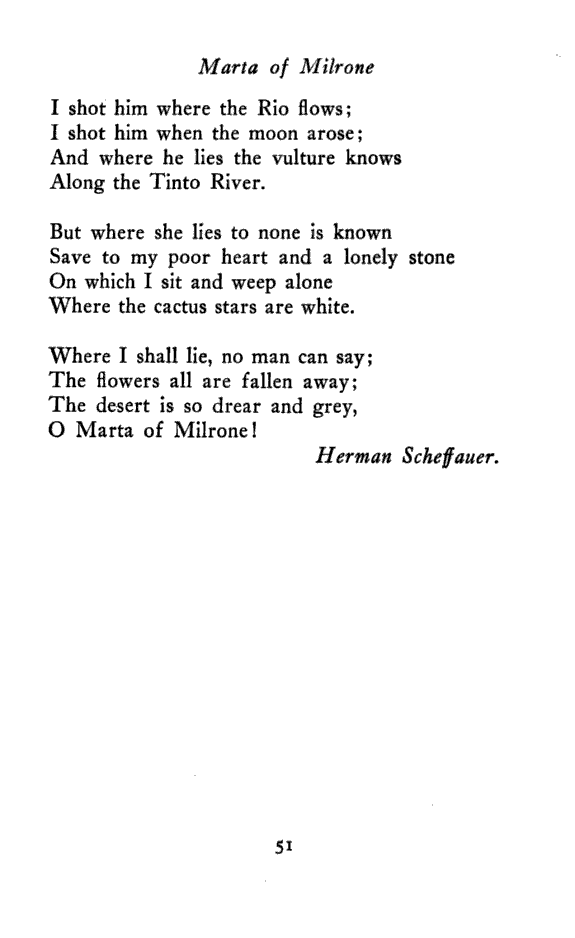 Marta of Milrone
I shot him where the Rio flows;
I shot him when the moon arose;
And where he lies the vulture knows
Along the Tinto River.
But where she lies to none is known
Save to my poor heart and a lonely stone
On which I sit and weep alone
Where the cactus stars are white.
Where I shall lie, no man can say;
The flowers all are fallen away;
The desert is so drear and grey,
O Marta of Milrone!
Herman Scheffauer.
51